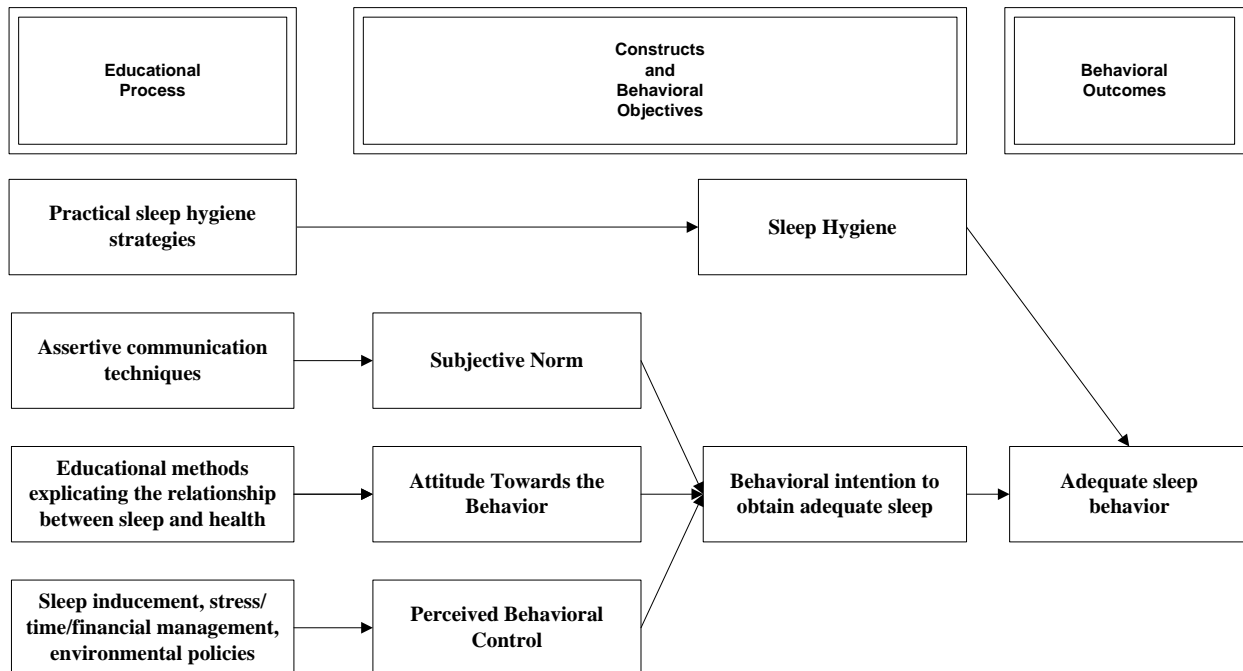 Educational
Process
Constructs
and
Behavioral
Objectives
Behavioral
Outcomes
Practical sleep hygiene
strategies
Sleep Hygiene
Assertive communication
techniques
Subjective Norm
Educational methods
explicating the relationship
between sleep and health
Attitude Towards the
Behavior
Behavioral intention to
obtain adequate sleep
Adequate sleep
behavior
Sleep inducement, stress/
time/financial management,
environmental policies
Perceived Behavioral
Control